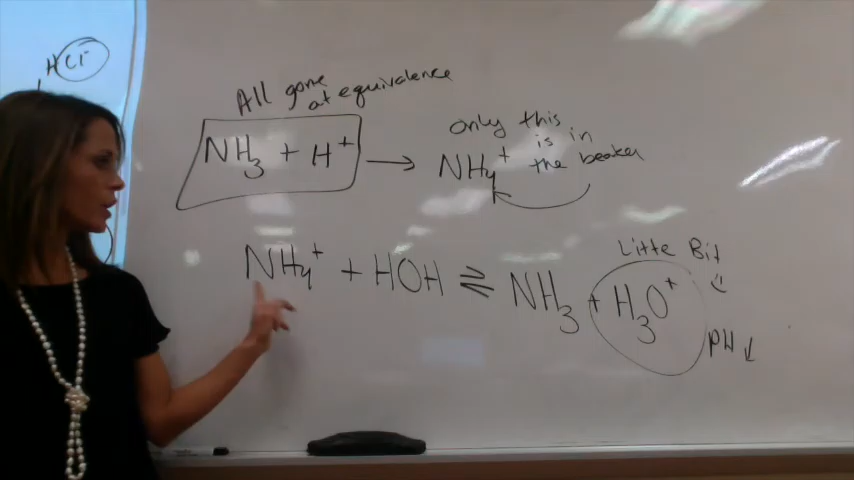 HCl⁻
All gone
at equivalence
NH₃ + H⁺ → NH₄⁺
only this
is in
the beaker
NH₄⁺ + HOH ⇌ NH₃ + H₃O⁺
Little Bit
pH ↓